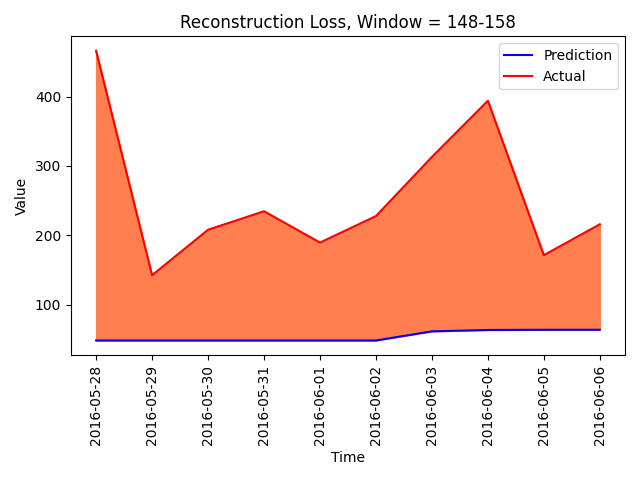 Reconstruction Loss, Window = 148-158
Prediction
Actual
Value
400
300
200
100
2016-05-28
2016-05-29
2016-05-30
2016-05-31
2016-06-01
2016-06-02
2016-06-03
2016-06-04
2016-06-05
2016-06-06
Time